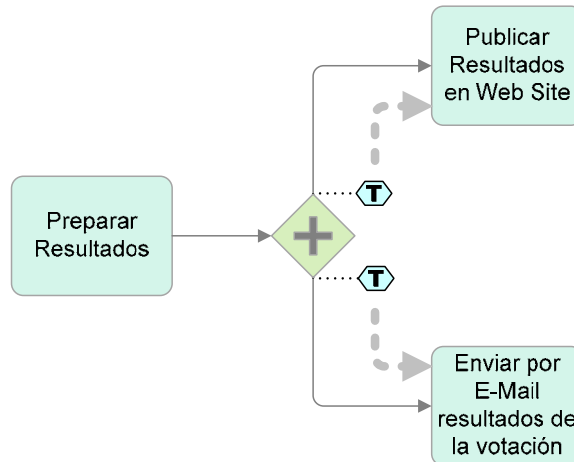 Publicar
Resultados
en Web Site
T
Preparar
Resultados
T
Enviar por
E-Mail
resultados de
la votación